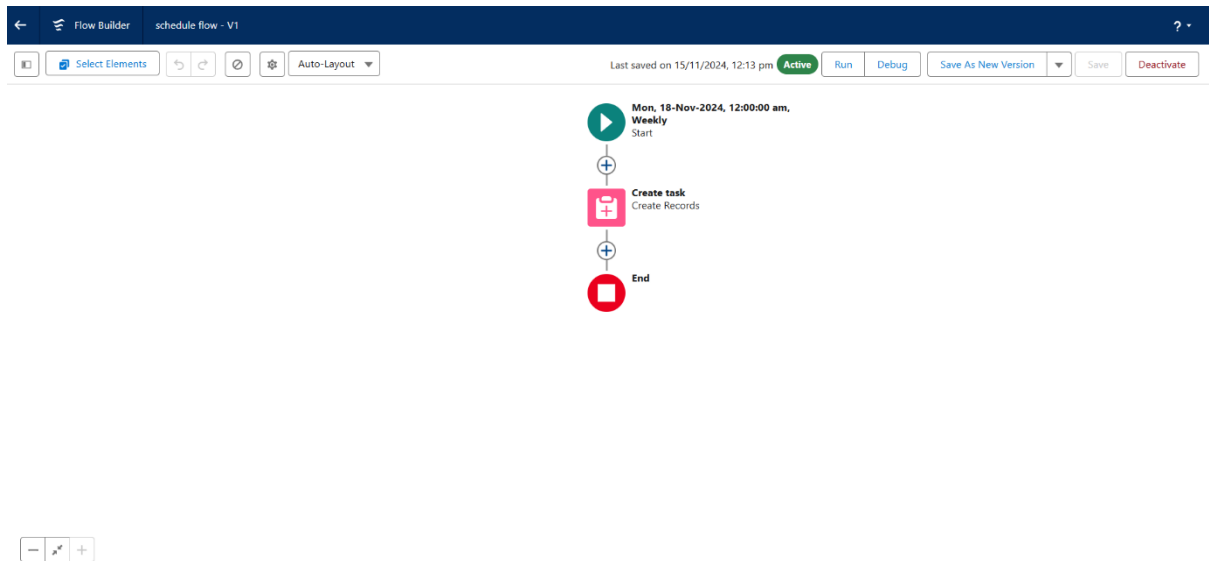 Flow Builder schedule flow - V1 ?
Select Elements Auto-Layout Last saved on 15/11/2024, 12:13 pm Active Run Debug Save As New Version Save Deactivate
Mon, 18-Nov-2024, 12:00:00 am,
Weekly
Start
Create task
Create Records
End